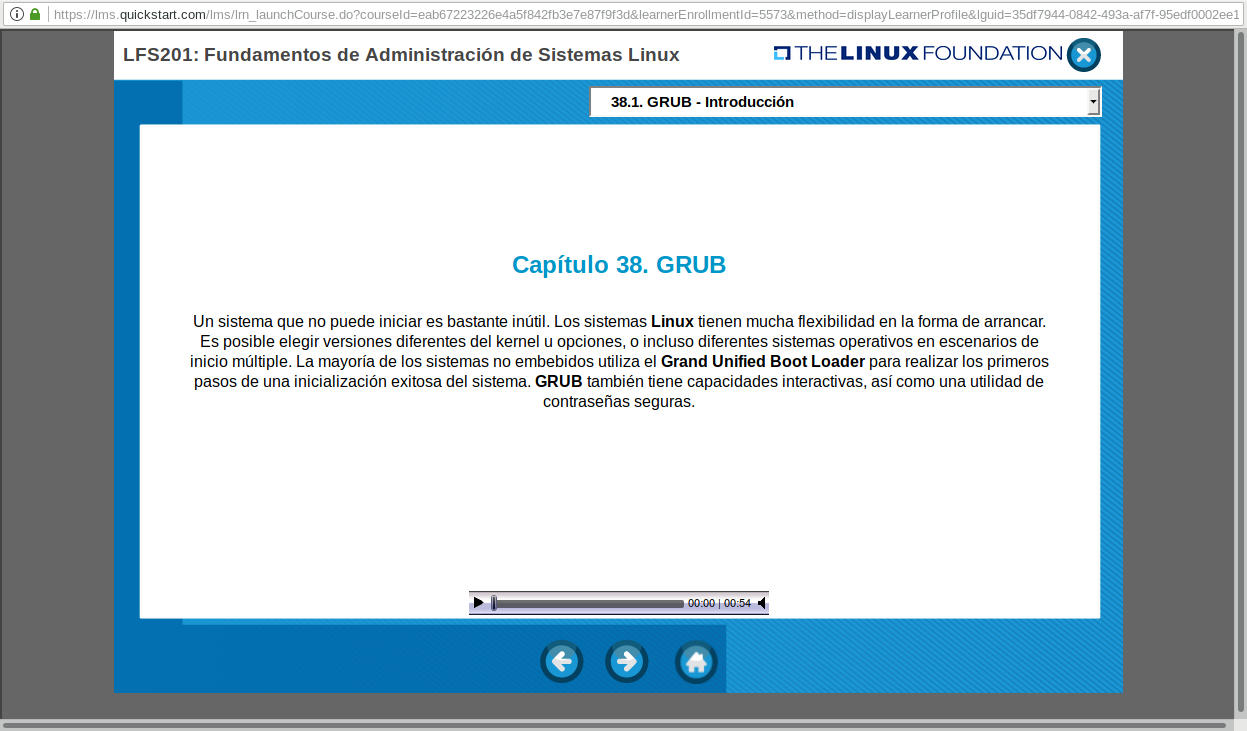 https://lms.quickstart.com/lms/lrn_launchCourse.do?courseId=eab67223226e4a5f842fb3e7e87f9f3d&learnerEnrollmentId=5573&method=displayLearnerProfile&lguid=35df7944-0842-493a-af7f-95edf0002ee1
LFS201: Fundamentos de Administración de Sistemas Linux
THE LINUX FOUNDATION
38.1. GRUB - Introducción
Capítulo 38. GRUB
Un sistema que no puede iniciar es bastante inútil. Los sistemas Linux tienen mucha flexibilidad en la forma de arrancar.
Es posible elegir versiones diferentes del kernel u opciones, o incluso diferentes sistemas operativos en escenarios de
inicio múltiple. La mayoría de los sistemas no embebidos utiliza el Grand Unified Boot Loader para realizar los primeros
pasos de una inicialización exitosa del sistema. GRUB también tiene capacidades interactivas, así como una utilidad de
contraseñas seguras.
00:00 | 00:54